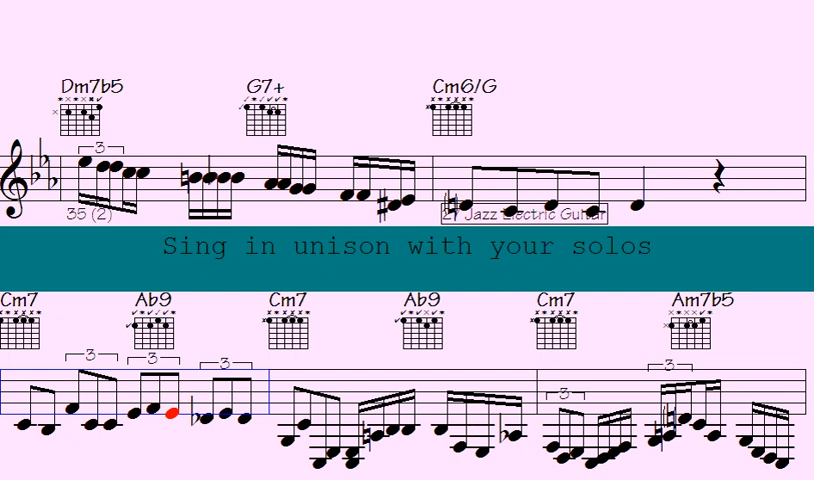 Dm7b5 G7+ Cm6/G
3
35 (2) 27 Jazz Electric Guitar
Sing in unison with your solos
Cm7 Ab9 Cm7 Ab9 Cm7 Am7b5
3 3 3 3 3